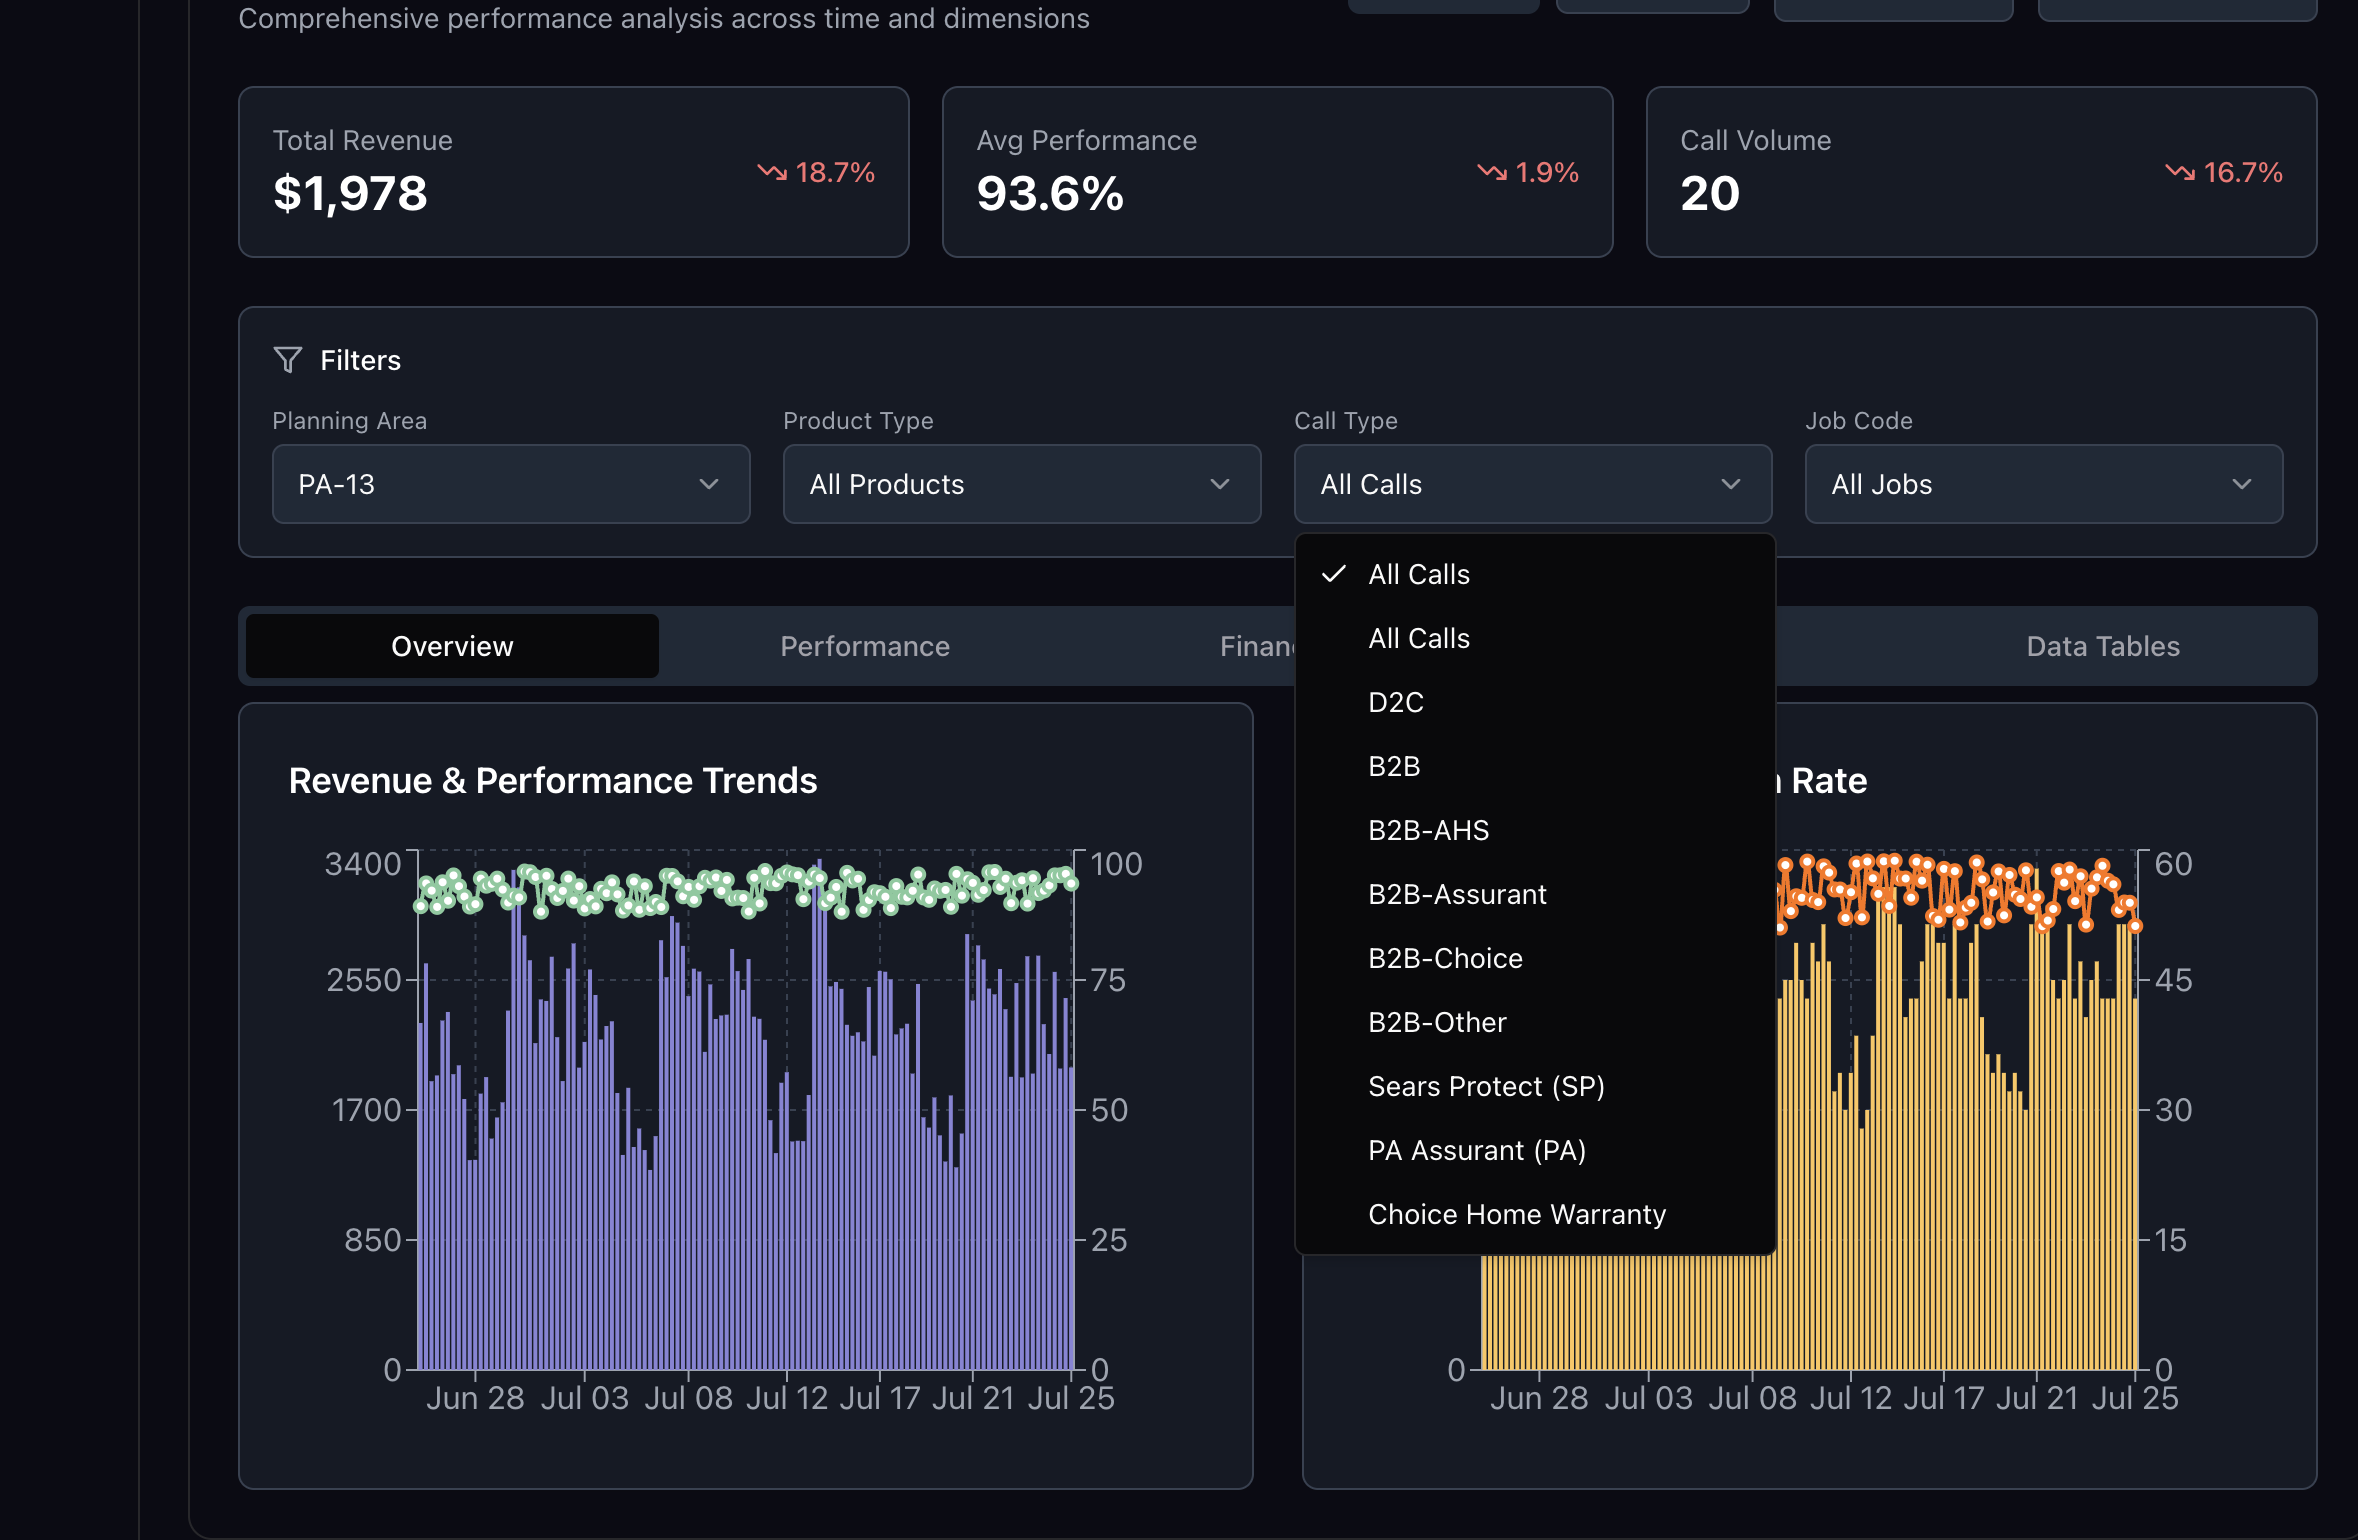 Comprehensive performance analysis across time and dimensions
Total Revenue
$1,978
18.7%
Avg Performance
93.6%
1.9%
Call Volume
20
16.7%
Filters
Planning Area
PA-13
Product Type
All Products
Call Type
All Calls
Job Code
All Jobs
All Calls
All Calls
D2C
B2B
B2B-AHS
B2B-Assurant
B2B-Choice
B2B-Other
Sears Protect (SP)
PA Assurant (PA)
Choice Home Warranty
Overview
Performance
Data Tables
Revenue & Performance Trends
3400
2550
1700
850
0
100
75
50
25
0
Jun 28 Jul 03 Jul 08 Jul 12 Jul 17 Jul 21 Jul 25
Rate
60
45
30
15
0
0
Jun 28 Jul 03 Jul 08 Jul 12 Jul 17 Jul 21 Jul 25